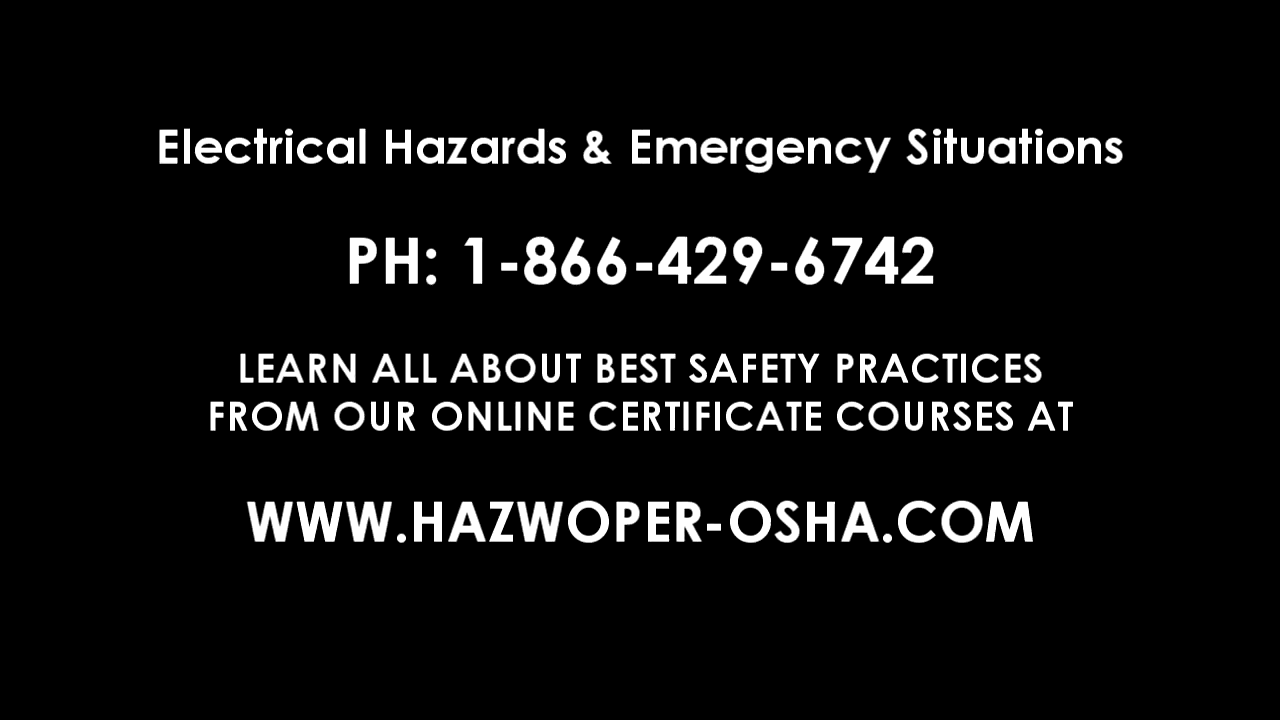 Electrical Hazards & Emergency Situations
PH: 1-866-429-6742
LEARN ALL ABOUT BEST SAFETY PRACTICES
FROM OUR ONLINE CERTIFICATE COURSES AT
WWW.HAZWOPER-OSHA.COM